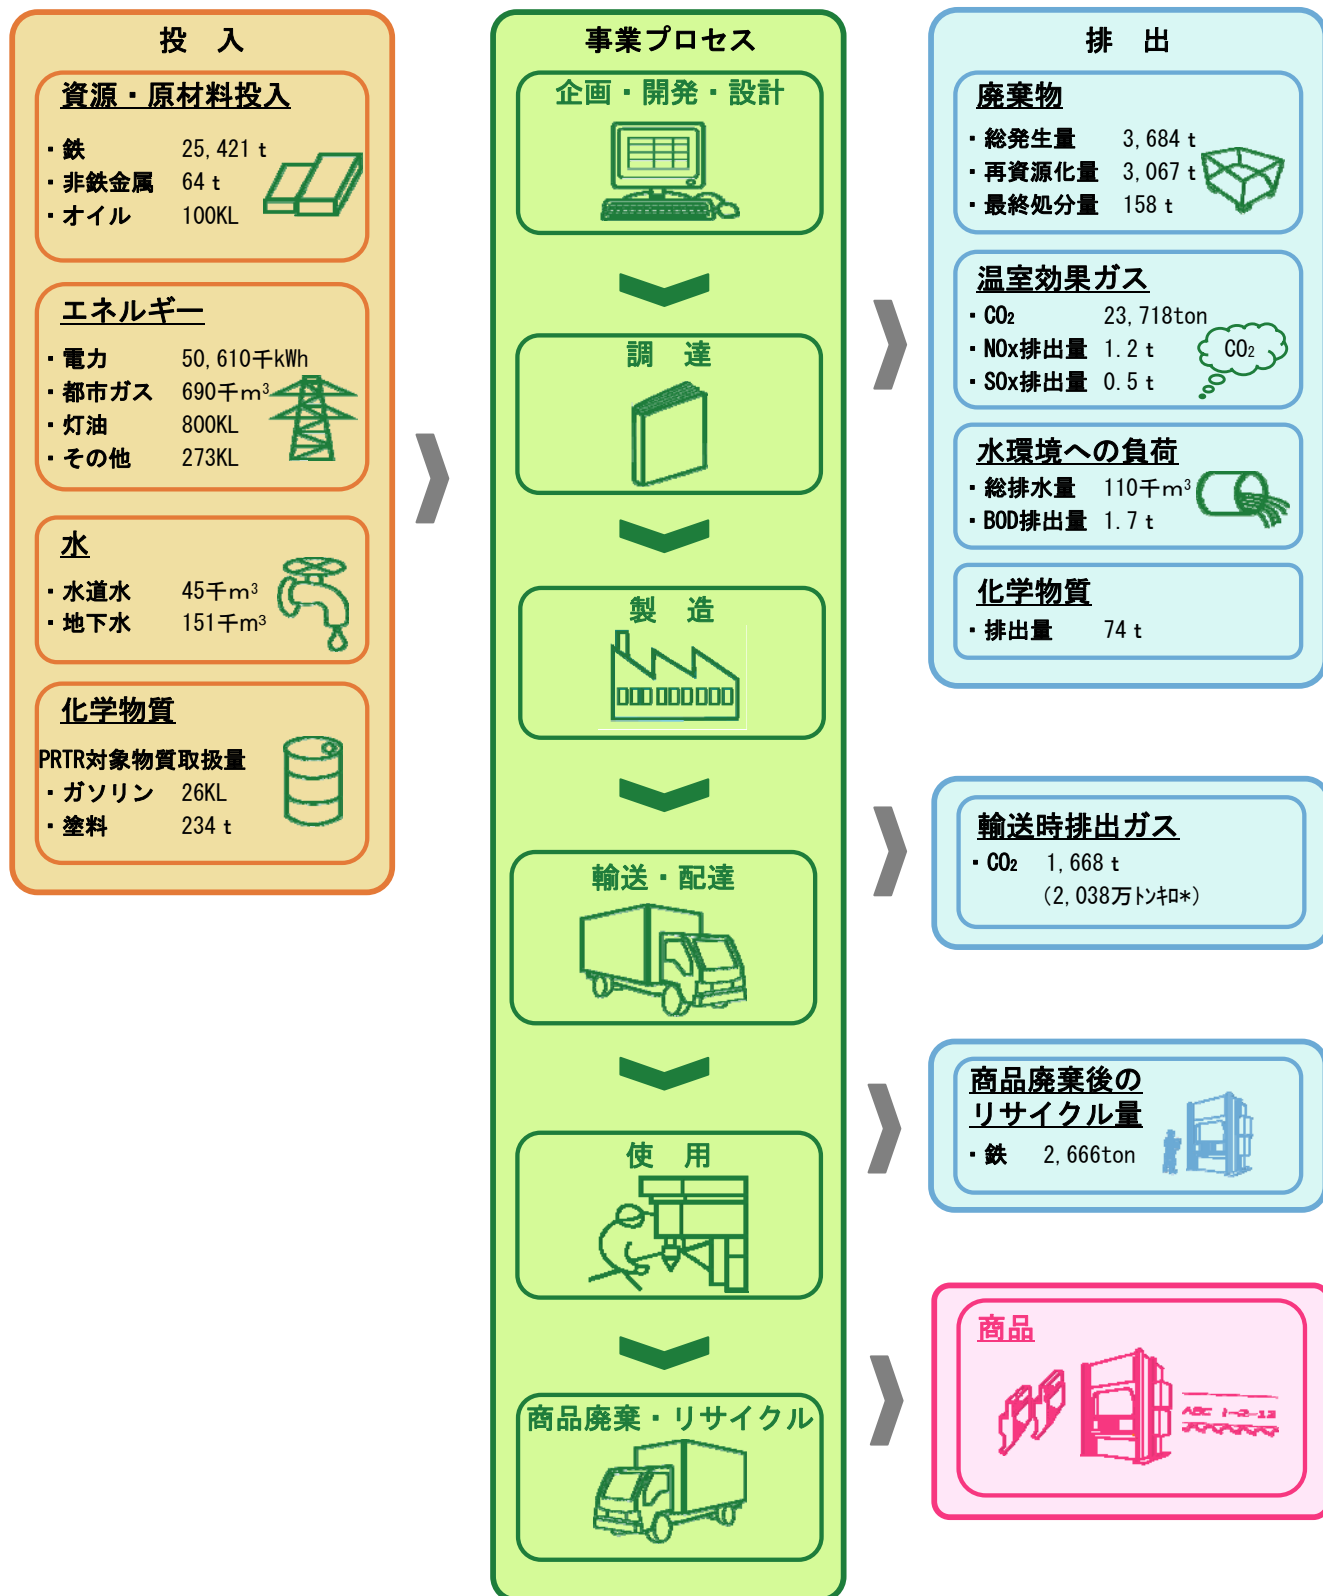 投　入
資源・原材料投入
・鉄 25,421ｔ
・非鉄金属 64ｔ
・オイル 100KL
エネルギー
・電力 50,610千kWh
・都市ガス 690千m³
・灯油 800KL
・その他 273KL
水
・水道水 45千m³
・地下水 151千m³
化学物質
PRTR対象物質取扱量
・ガソリン 26KL
・塗料 234ｔ
事業プロセス
企画・開発・設計
調　達
製　造
輸送・配達
使　用
商品廃棄・リサイクル
排　出
廃棄物
・総発生量 3,684ｔ
・再資源化量 3,067ｔ
・最終処分量 158ｔ
温室効果ガス
・CO₂ 23,718ton
・NOx排出量 1.2ｔ
・SOx排出量 0.5ｔ
CO₂
水環境への負荷
・総排水量 110千m³
・BOD排出量 1.7ｔ
化学物質
・排出量 74ｔ
輸送時排出ガス
・CO₂ 1,668ｔ
（2,038万ﾄﾝｷﾛ*）
商品廃棄後の
リサイクル量
・鉄 2,666ton
商品
ABC 1-2-13